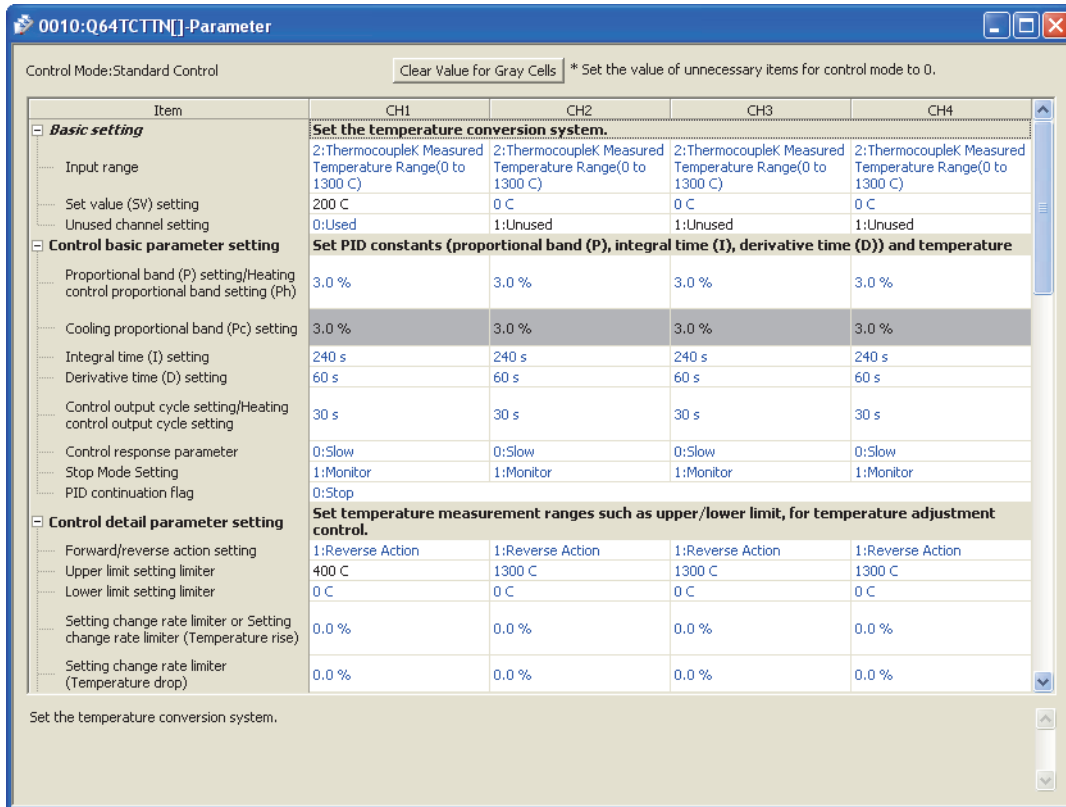 0010:Q64TCTTN[]-Parameter
Control Mode:Standard Control
Clear Value for Gray Cells
* Set the value of unnecessary items for control mode to 0.
Item CH1 CH2 CH3 CH4
Basic setting Set the temperature conversion system.
Input range 2:ThermocoupleK Measured Temperature Range(0 to 1300 C) 2:ThermocoupleK Measured Temperature Range(0 to 1300 C) 2:ThermocoupleK Measured Temperature Range(0 to 1300 C) 2:ThermocoupleK Measured Temperature Range(0 to 1300 C)
Set value (SV) setting 200 C 0 C 0 C 0 C
Unused channel setting 0:Used 1:Unused 1:Unused 1:Unused
Control basic parameter setting Set PID constants (proportional band (P), integral time (I), derivative time (D)) and temperature
Proportional band (P) setting/Heating control proportional band setting (Ph) 3.0 % 3.0 % 3.0 % 3.0 %
Cooling proportional band (Pc) setting 3.0 % 3.0 % 3.0 % 3.0 %
Integral time (I) setting 240 s 240 s 240 s 240 s
Derivative time (D) setting 60 s 60 s 60 s 60 s
Control output cycle setting/Heating control output cycle setting 30 s 30 s 30 s 30 s
Control response parameter 0:Slow 0:Slow 0:Slow 0:Slow
Stop Mode Setting 1:Monitor 1:Monitor 1:Monitor 1:Monitor
PID continuation flag 0:Stop
Control detail parameter setting Set temperature measurement ranges such as upper/lower limit, for temperature adjustment control.
Forward/reverse action setting 1:Reverse Action 1:Reverse Action 1:Reverse Action 1:Reverse Action
Upper limit setting limiter 400 C 1300 C 1300 C 1300 C
Lower limit setting limiter 0 C 0 C 0 C 0 C
Setting change rate limiter or Setting change rate limiter (Temperature rise) 0.0 % 0.0 % 0.0 % 0.0 %
Setting change rate limiter (Temperature drop) 0.0 % 0.0 % 0.0 % 0.0 %
Set the temperature conversion system.